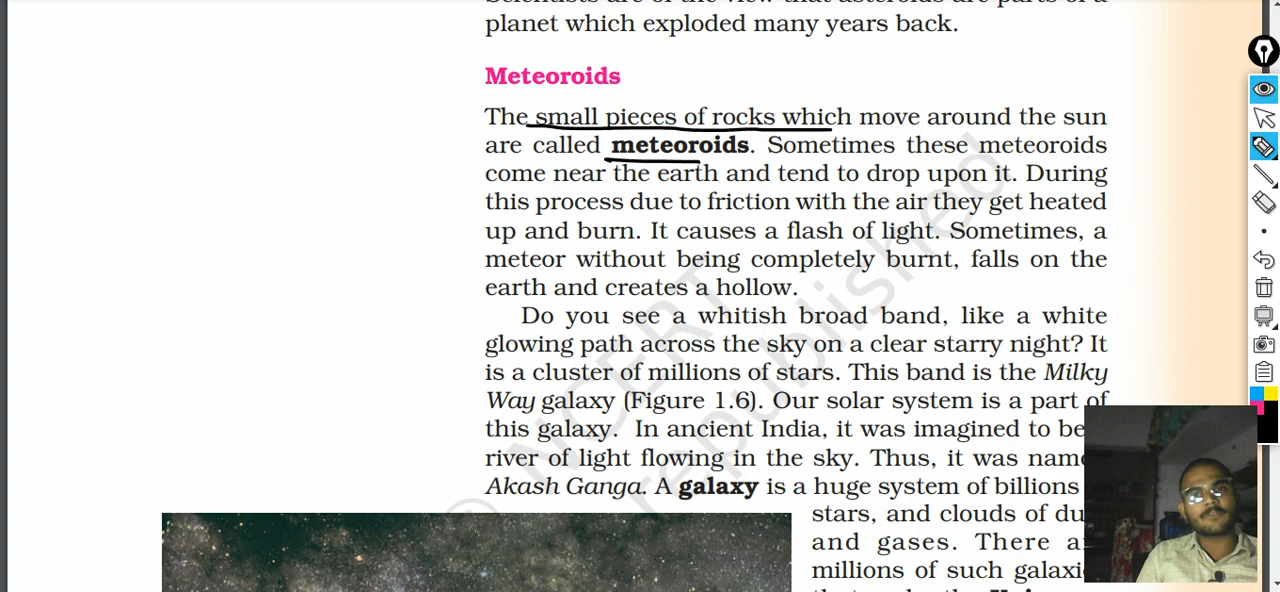 planet which exploded many years back.
Meteoroids
The small pieces of rocks which move around the sun
are called meteoroids. Sometimes these meteoroids
come near the earth and tend to drop upon it. During
this process due to friction with the air they get heated
up and burn. It causes a flash of light. Sometimes, a
meteor without being completely burnt, falls on the
earth and creates a hollow.
Do you see a whitish broad band, like a white
glowing path across the sky on a clear starry night? It
is a cluster of millions of stars. This band is the Milky
Way galaxy (Figure 1.6). Our solar system is a part of
this galaxy. In ancient India, it was imagined to be
river of light flowing in the sky. Thus, it was
Akash Ganga. A galaxy is a huge system of billions
stars, and clouds of
and gases. There
millions of such
© NCERT
republished